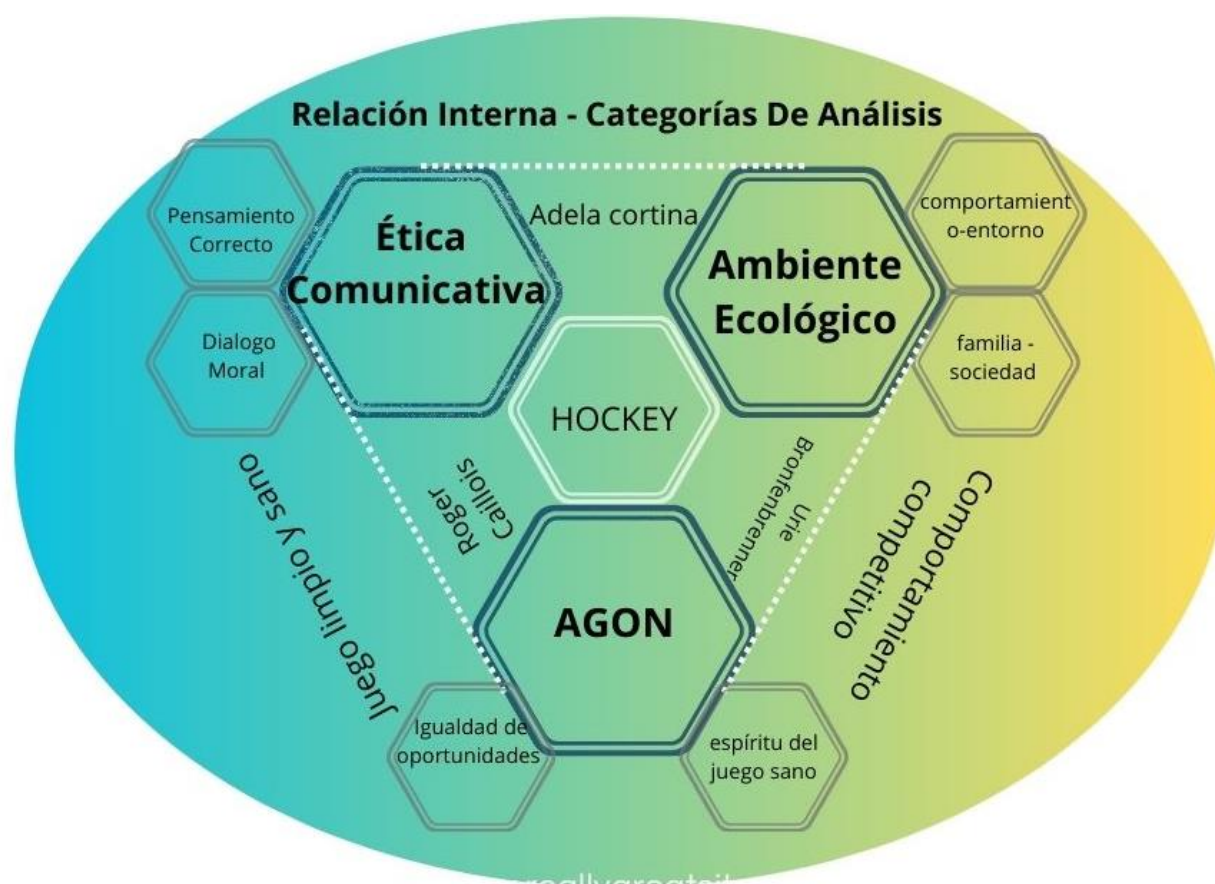 Relación Interna - Categorías De Análisis
Pensamiento
Correcto
Ética
Comunicativa
Adela cortina
Ambiente
Ecológico
comportamient
o-entorno
Dialogo
Moral
familia -
sociedad
HOCKEY
Juego limpio y sano
Roger
Caillois
Urie
Bronfenbrenner
Comportamiento
competitivo
AGON
Igualdad de
oportunidades
espíritu del
juego sano